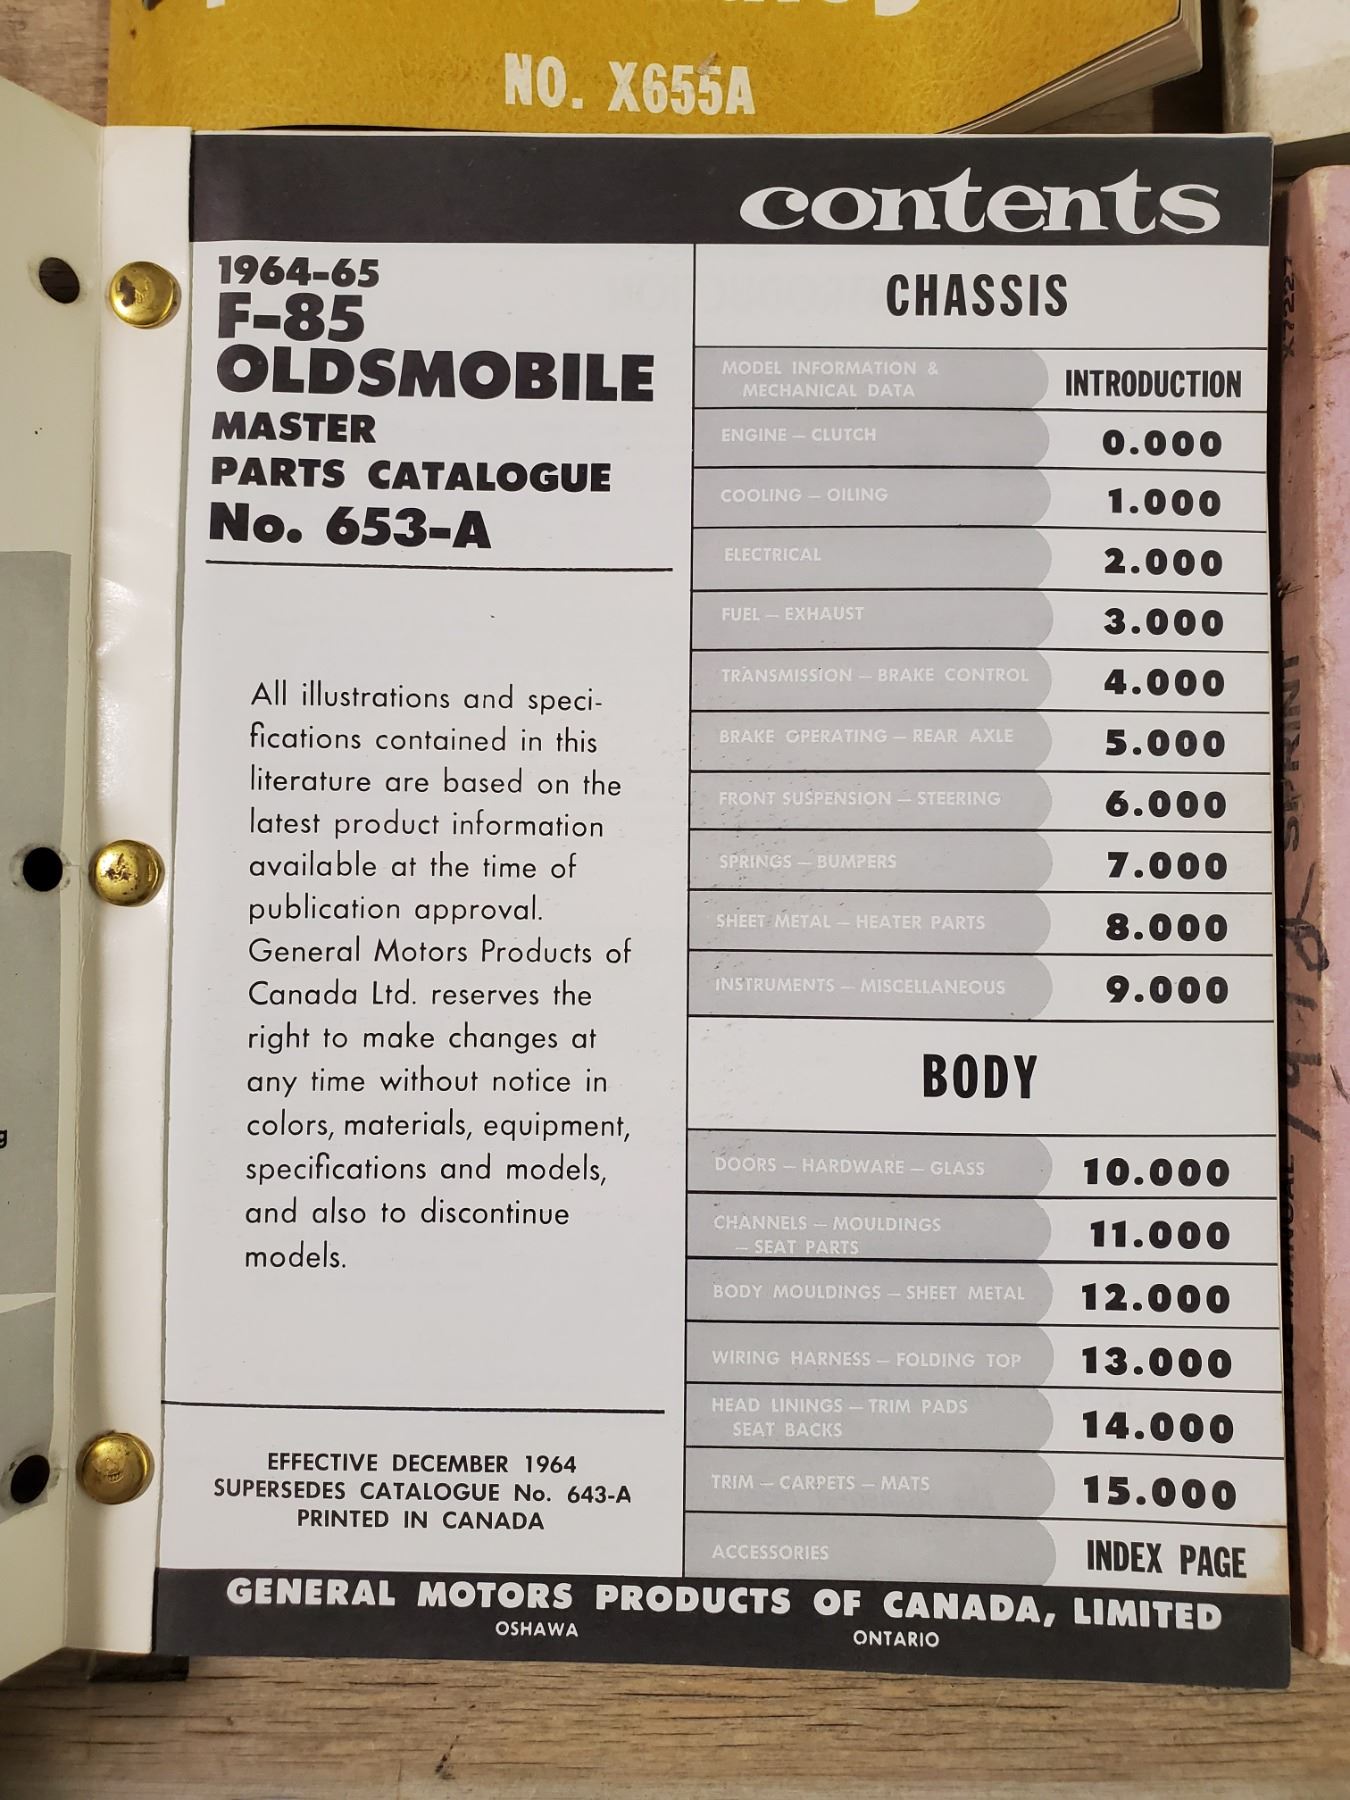 NO. X655A
contents
1964-65
F-85
OLDSMOBILE
MASTER
PARTS CATALOGUE
No. 653-A
All illustrations and speci-
fications contained in this
literature are based on the
latest product information
available at the time of
publication approval.
General Motors Products of
Canada Ltd. reserves the
right to make changes at
any time without notice in
colors, materials, equipment,
specifications and models,
and also to discontinue
models.
EFFECTIVE DECEMBER 1964
SUPERSEDES CATALOGUE No. 643-A
PRINTED IN CANADA
CHASSIS
MODEL INFORMATION &
MECHANICAL DATA INTRODUCTION
ENGINE — CLUTCH 0.000
COOLING — OILING 1.000
ELECTRICAL 2.000
FUEL — EXHAUST 3.000
TRANSMISSION — BRAKE CONTROL 4.000
BRAKE OPERATING — REAR AXLE 5.000
FRONT SUSPENSION — STEERING 6.000
SPRINGS — BUMPERS 7.000
SHEET METAL — HEATER PARTS 8.000
INSTRUMENTS — MISCELLANEOUS 9.000
BODY
DOORS — HARDWARE — GLASS 10.000
CHANNELS — MOULDINGS
— SEAT PARTS 11.000
BODY MOULDINGS — SHEET METAL 12.000
WIRING HARNESS — FOLDING TOP 13.000
HEAD LININGS — TRIM PADS
SEAT BACKS 14.000
TRIM — CARPETS — MATS 15.000
ACCESSORIES INDEX PAGE
GENERAL MOTORS PRODUCTS OF CANADA, LIMITED
OSHAWA ONTARIO
X7227
SPRINT
MANUAL